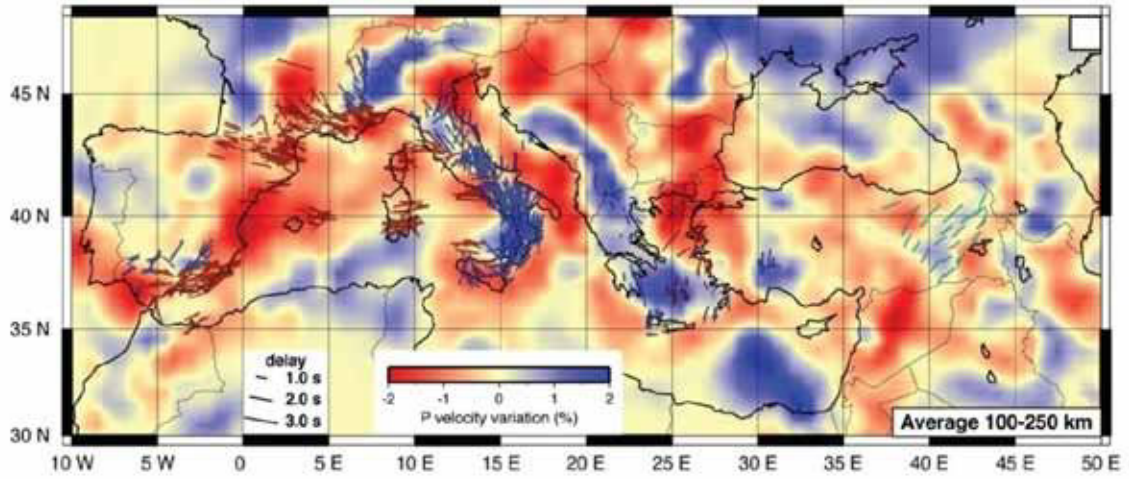 45 N
40 N
35 N
30 N
delay
1.0 s
2.0 s
3.0 s
-2 -1 0 1 2
P velocity variation (%)
Average 100-250 km
10 W 5 W 0 5 E 10 E 15 E 20 E 25 E 30 E 35 E 40 E 45 E 50 E